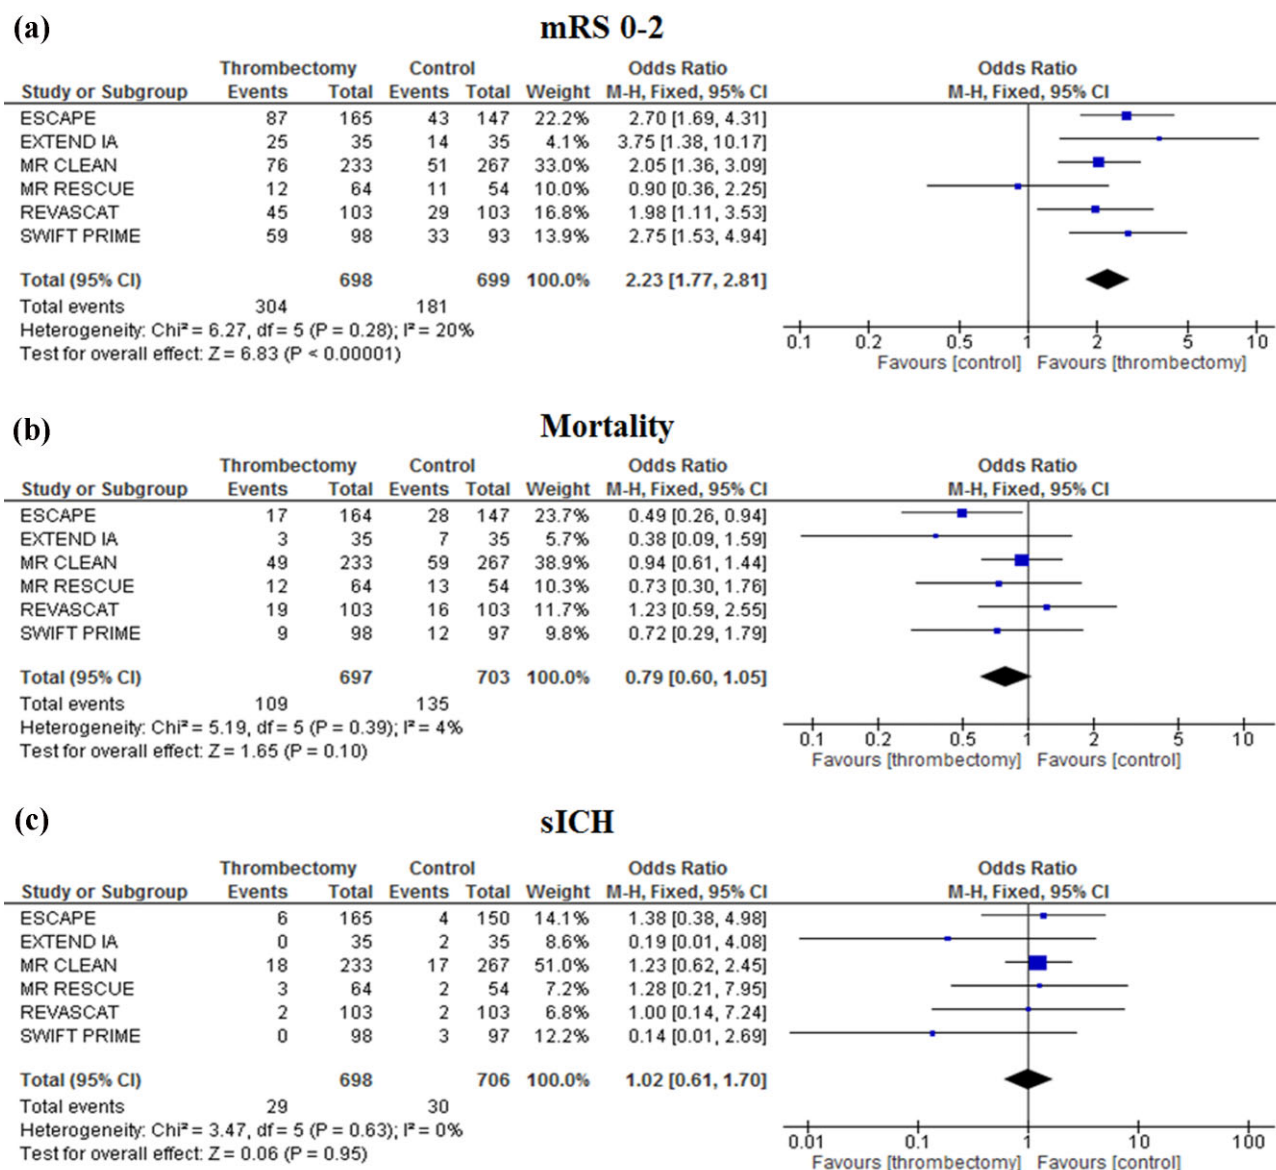 (a) mRS 0-2
Thrombectomy Control Odds Ratio Odds Ratio
Study or Subgroup Events Total Events Total Weight M-H, Fixed, 95% CI M-H, Fixed, 95% CI
ESCAPE 87 165 43 147 22.2% 2.70 [1.69, 4.31]
EXTEND IA 25 35 14 35 4.1% 3.75 [1.38, 10.17]
MR CLEAN 76 233 51 267 33.0% 2.05 [1.36, 3.09]
MR RESCUE 12 64 11 54 10.0% 0.90 [0.36, 2.25]
REVASCAT 45 103 29 103 16.8% 1.98 [1.11, 3.53]
SWIFT PRIME 59 98 33 93 13.9% 2.75 [1.53, 4.94]
Total (95% CI) 698 699 100.0% 2.23 [1.77, 2.81]
Total events 304 181
Heterogeneity: Chi² = 6.27, df = 5 (P = 0.28); I² = 20%
Test for overall effect: Z = 6.83 (P < 0.00001)
0.1 0.2 0.5 1 2 5 10
Favours [control] Favours [thrombectomy]
(b) Mortality
Thrombectomy Control Odds Ratio Odds Ratio
Study or Subgroup Events Total Events Total Weight M-H, Fixed, 95% CI M-H, Fixed, 95% CI
ESCAPE 17 164 28 147 23.7% 0.49 [0.26, 0.94]
EXTEND IA 3 35 7 35 5.7% 0.38 [0.09, 1.59]
MR CLEAN 49 233 59 267 38.9% 0.94 [0.61, 1.44]
MR RESCUE 12 64 13 54 10.3% 0.73 [0.30, 1.76]
REVASCAT 19 103 16 103 11.7% 1.23 [0.59, 2.55]
SWIFT PRIME 9 98 12 97 9.8% 0.72 [0.29, 1.79]
Total (95% CI) 697 703 100.0% 0.79 [0.60, 1.05]
Total events 109 135
Heterogeneity: Chi² = 5.19, df = 5 (P = 0.39); I² = 4%
Test for overall effect: Z = 1.65 (P = 0.10)
0.1 0.2 0.5 1 2 5 10
Favours [thrombectomy] Favours [control]
(c) sICH
Thrombectomy Control Odds Ratio Odds Ratio
Study or Subgroup Events Total Events Total Weight M-H, Fixed, 95% CI M-H, Fixed, 95% CI
ESCAPE 6 165 4 150 14.1% 1.38 [0.38, 4.98]
EXTEND IA 0 35 2 35 8.6% 0.19 [0.01, 4.08]
MR CLEAN 18 233 17 267 51.0% 1.23 [0.62, 2.45]
MR RESCUE 3 64 2 54 7.2% 1.28 [0.21, 7.95]
REVASCAT 2 103 2 103 6.8% 1.00 [0.14, 7.24]
SWIFT PRIME 0 98 3 97 12.2% 0.14 [0.01, 2.69]
Total (95% CI) 698 706 100.0% 1.02 [0.61, 1.70]
Total events 29 30
Heterogeneity: Chi² = 3.47, df = 5 (P = 0.63); I² = 0%
Test for overall effect: Z = 0.06 (P = 0.95)
0.01 0.1 1 10 100
Favours [thrombectomy] Favours [control]